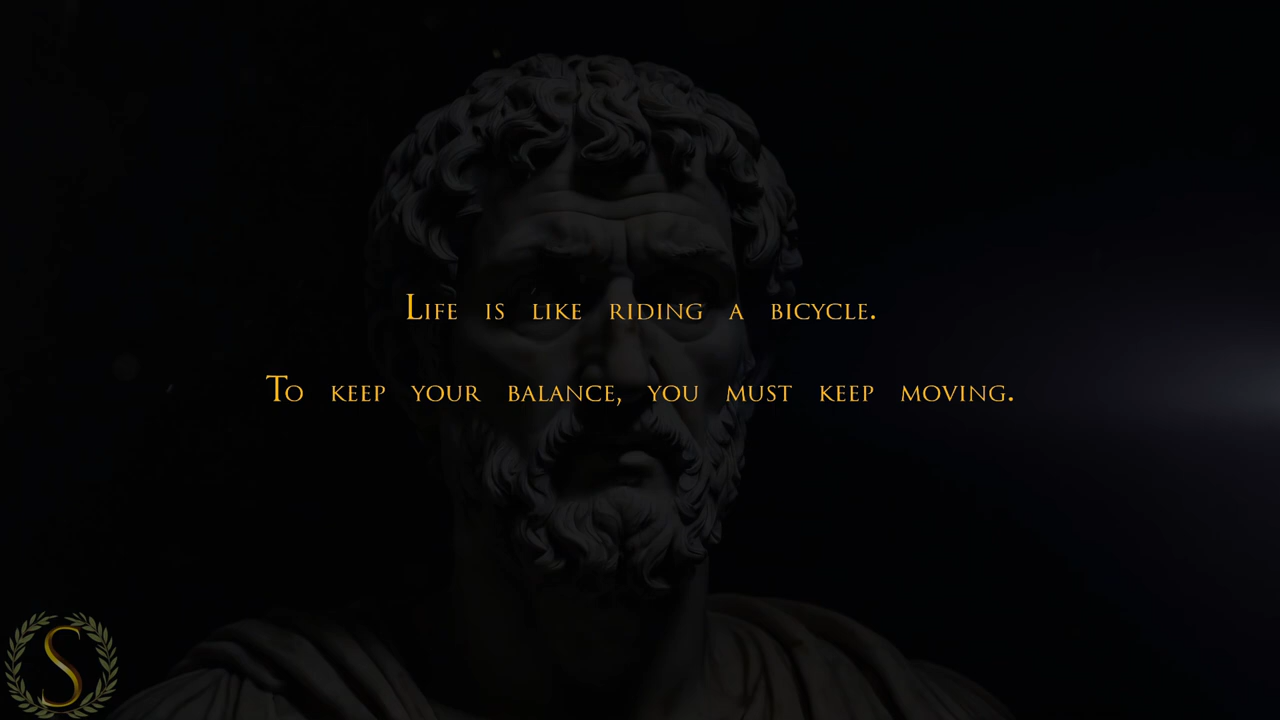 Life is like riding a bicycle.
To keep your balance, you must keep moving.
S